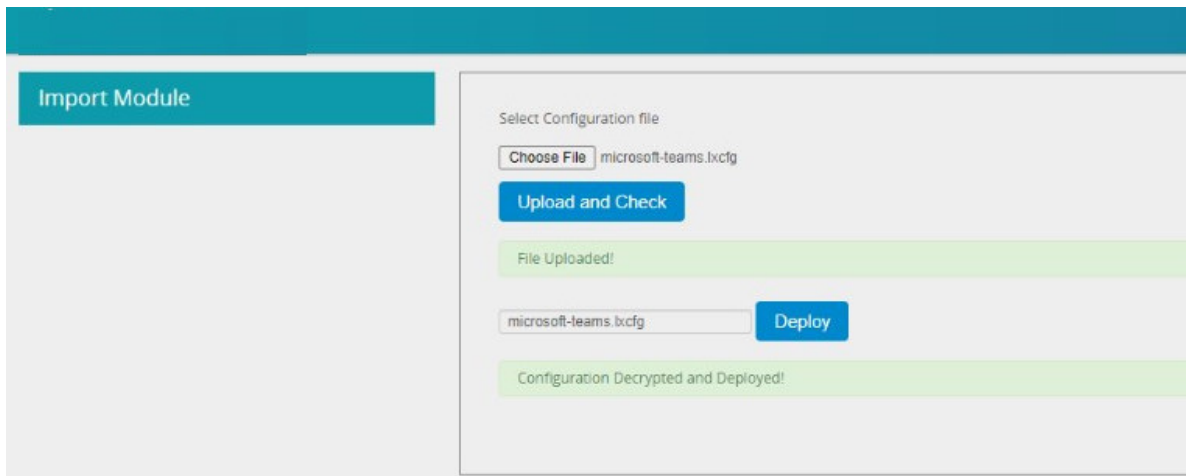 Import Module
Select Configuration file
Choose File microsoft-teams.lxcfg
Upload and Check
File Uploaded!
microsoft-teams.lxcfg Deploy
Configuration Decrypted and Deployed!